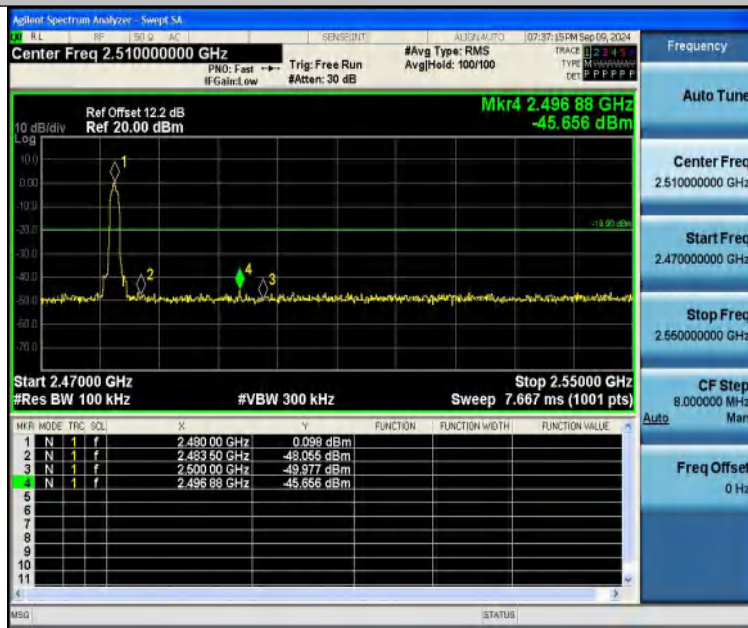 Agilent Spectrum Analyzer - Swept SA
RL RF 50 Ω AC SENSE:INT ALIGN AUTO 07:37:15 PM Sep 09, 2024
Center Freq 2.510000000 GHz
PNO: Fast
IFGain:Low
Trig: Free Run
#Atten: 30 dB
#Avg Type: RMS
Avg|Hold: 100/100
TRACE 1 2 3 4 5
TYPE M
DET P P P P P P
Ref Offset 12.2 dB
10 dB/div Ref 20.00 dBm
Log
Mkr4 2.496 88 GHz
-45.656 dBm
10.0
0.00
-10.0
-20.0
-30.0
-40.0
-50.0
-60.0
-70.0
1
2
4
3
-19.90 dBm
Start 2.47000 GHz Stop 2.55000 GHz
#Res BW 100 kHz #VBW 300 kHz Sweep 7.667 ms (1001 pts)
MKR MODE TRC SCL X Y FUNCTION FUNCTION WIDTH FUNCTION VALUE
1 N 1 f 2.480 00 GHz 0.098 dBm
2 N 1 f 2.483 50 GHz -48.055 dBm
3 N 1 f 2.500 00 GHz -49.977 dBm
4 N 1 f 2.496 88 GHz -45.656 dBm
5
6
7
8
9
10
11
MSG STATUS
Frequency
Auto Tune
Center Freq
2.510000000 GHz
Start Freq
2.470000000 GHz
Stop Freq
2.550000000 GHz
CF Step
8.000000 MHz
Auto Man
Freq Offset
0 Hz